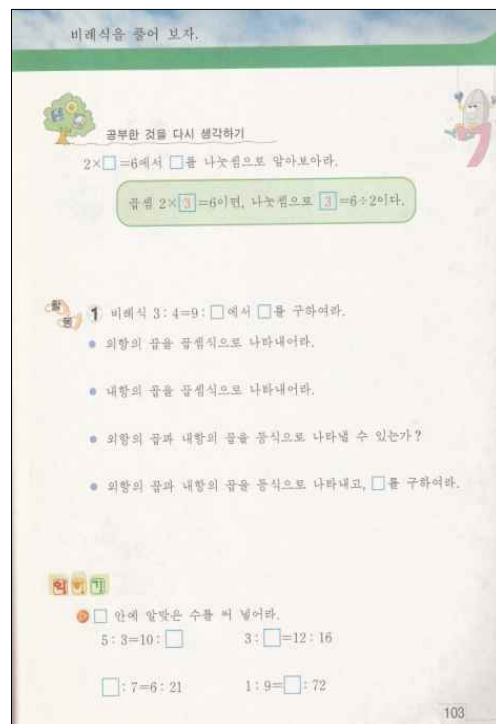 비례식을 풀어 보자.
공부한 것을 다시 생각하기
2×□=6에서 □를 나눗셈으로 알아보아라.
곱셈 2×3=6이면, 나눗셈으로 3=6÷2이다.
활동 1 비례식 3 : 4=9 : □에서 □를 구하여라.
● 외항의 곱을 곱셈식으로 나타내어라.
● 내항의 곱을 곱셈식으로 나타내어라.
● 외항의 곱과 내항의 곱을 등식으로 나타낼 수 있는가?
● 외항의 곱과 내항의 곱을 등식으로 나타내고, □를 구하여라.
익히기
□ 안에 알맞은 수를 써 넣어라.
5 : 3=10 : □ 3 : □=12 : 16
□ : 7=6 : 21 1 : 9=□ : 72
103